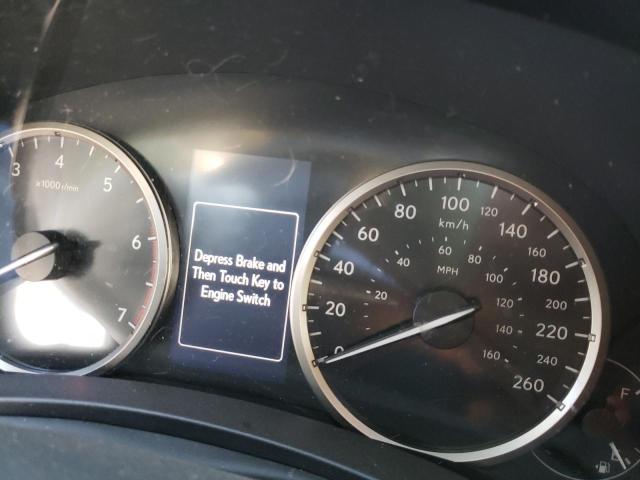 3 4 5 6 7
x1000r/min
Depress Brake and
Then Touch Key to
Engine Switch
0 20 40 60 80 100 120 140 160 180 200 220 240 260
km/h
20 40 60 80 100 120 140 160
MPH
F